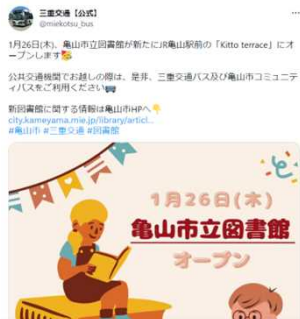 三重交通【公式】
@miekotsu_bus
1月26日(木)、亀山市立図書館が新たにJR亀山駅前の「Kitto terrace」にオ
ープンします
公共交通機関でお越しの際は、是非、三重交通バス及び亀山市コミュニテ
ィバスをご利用ください
新図書館に関する情報は亀山市HPへ
city.kameyama.mie.jp/library/articl...
#亀山市 #三重交通 #図書館
1月26日(木)
亀山市立図書館
オープン